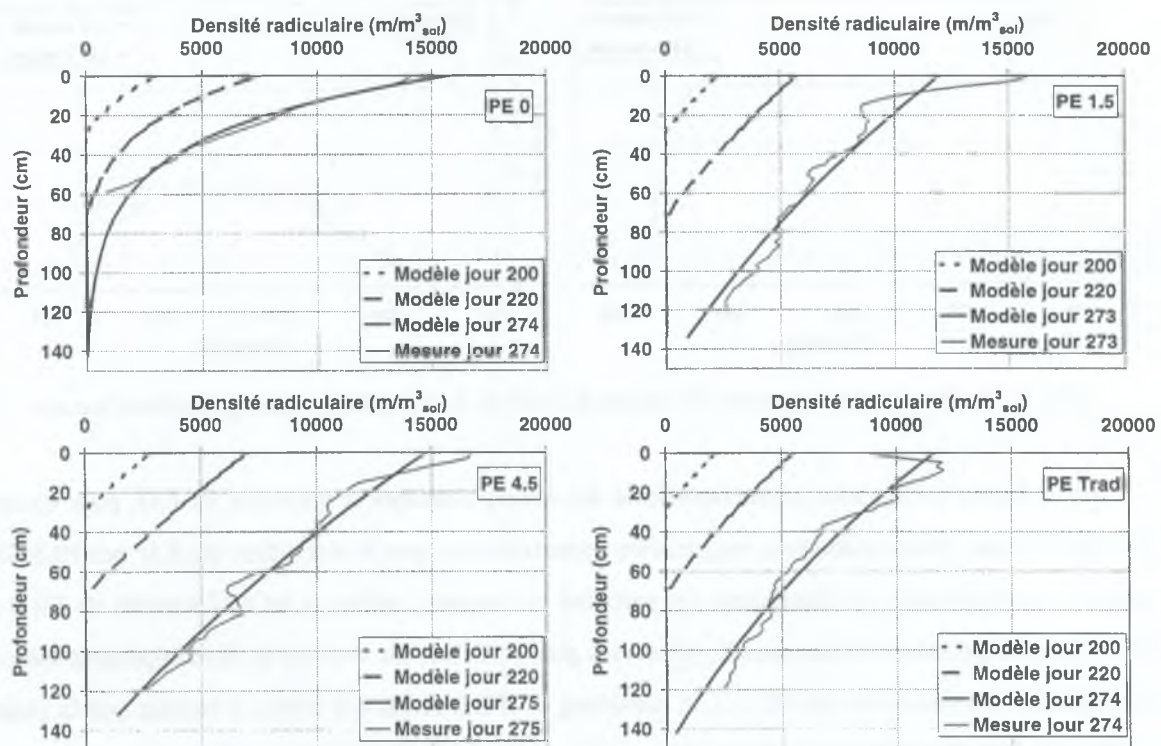 Densité radiculaire (m/m³sol)
0 5000 10000 15000 20000
0
20
40
60
80
100
120
140
Profondeur (cm)
PE 0
Modèle jour 200
Modèle jour 220
Modèle jour 274
Mesure jour 274
Densité radiculaire (m/m³sol)
0 5000 10000 15000 20000
0
20
40
60
80
100
120
140
Profondeur (cm)
PE 1.5
Modèle jour 200
Modèle jour 220
Modèle jour 273
Mesure jour 273
Densité radiculaire (m/m³sol)
0 5000 10000 15000 20000
0
20
40
60
80
100
120
140
Profondeur (cm)
PE 4.5
Modèle jour 200
Modèle jour 220
Modèle jour 275
Mesure jour 275
Densité radiculaire (m/m³sol)
0 5000 10000 15000 20000
0
20
40
60
80
100
120
140
Profondeur (cm)
PE Trad
Modèle jour 200
Modèle jour 220
Modèle jour 274
Mesure jour 274